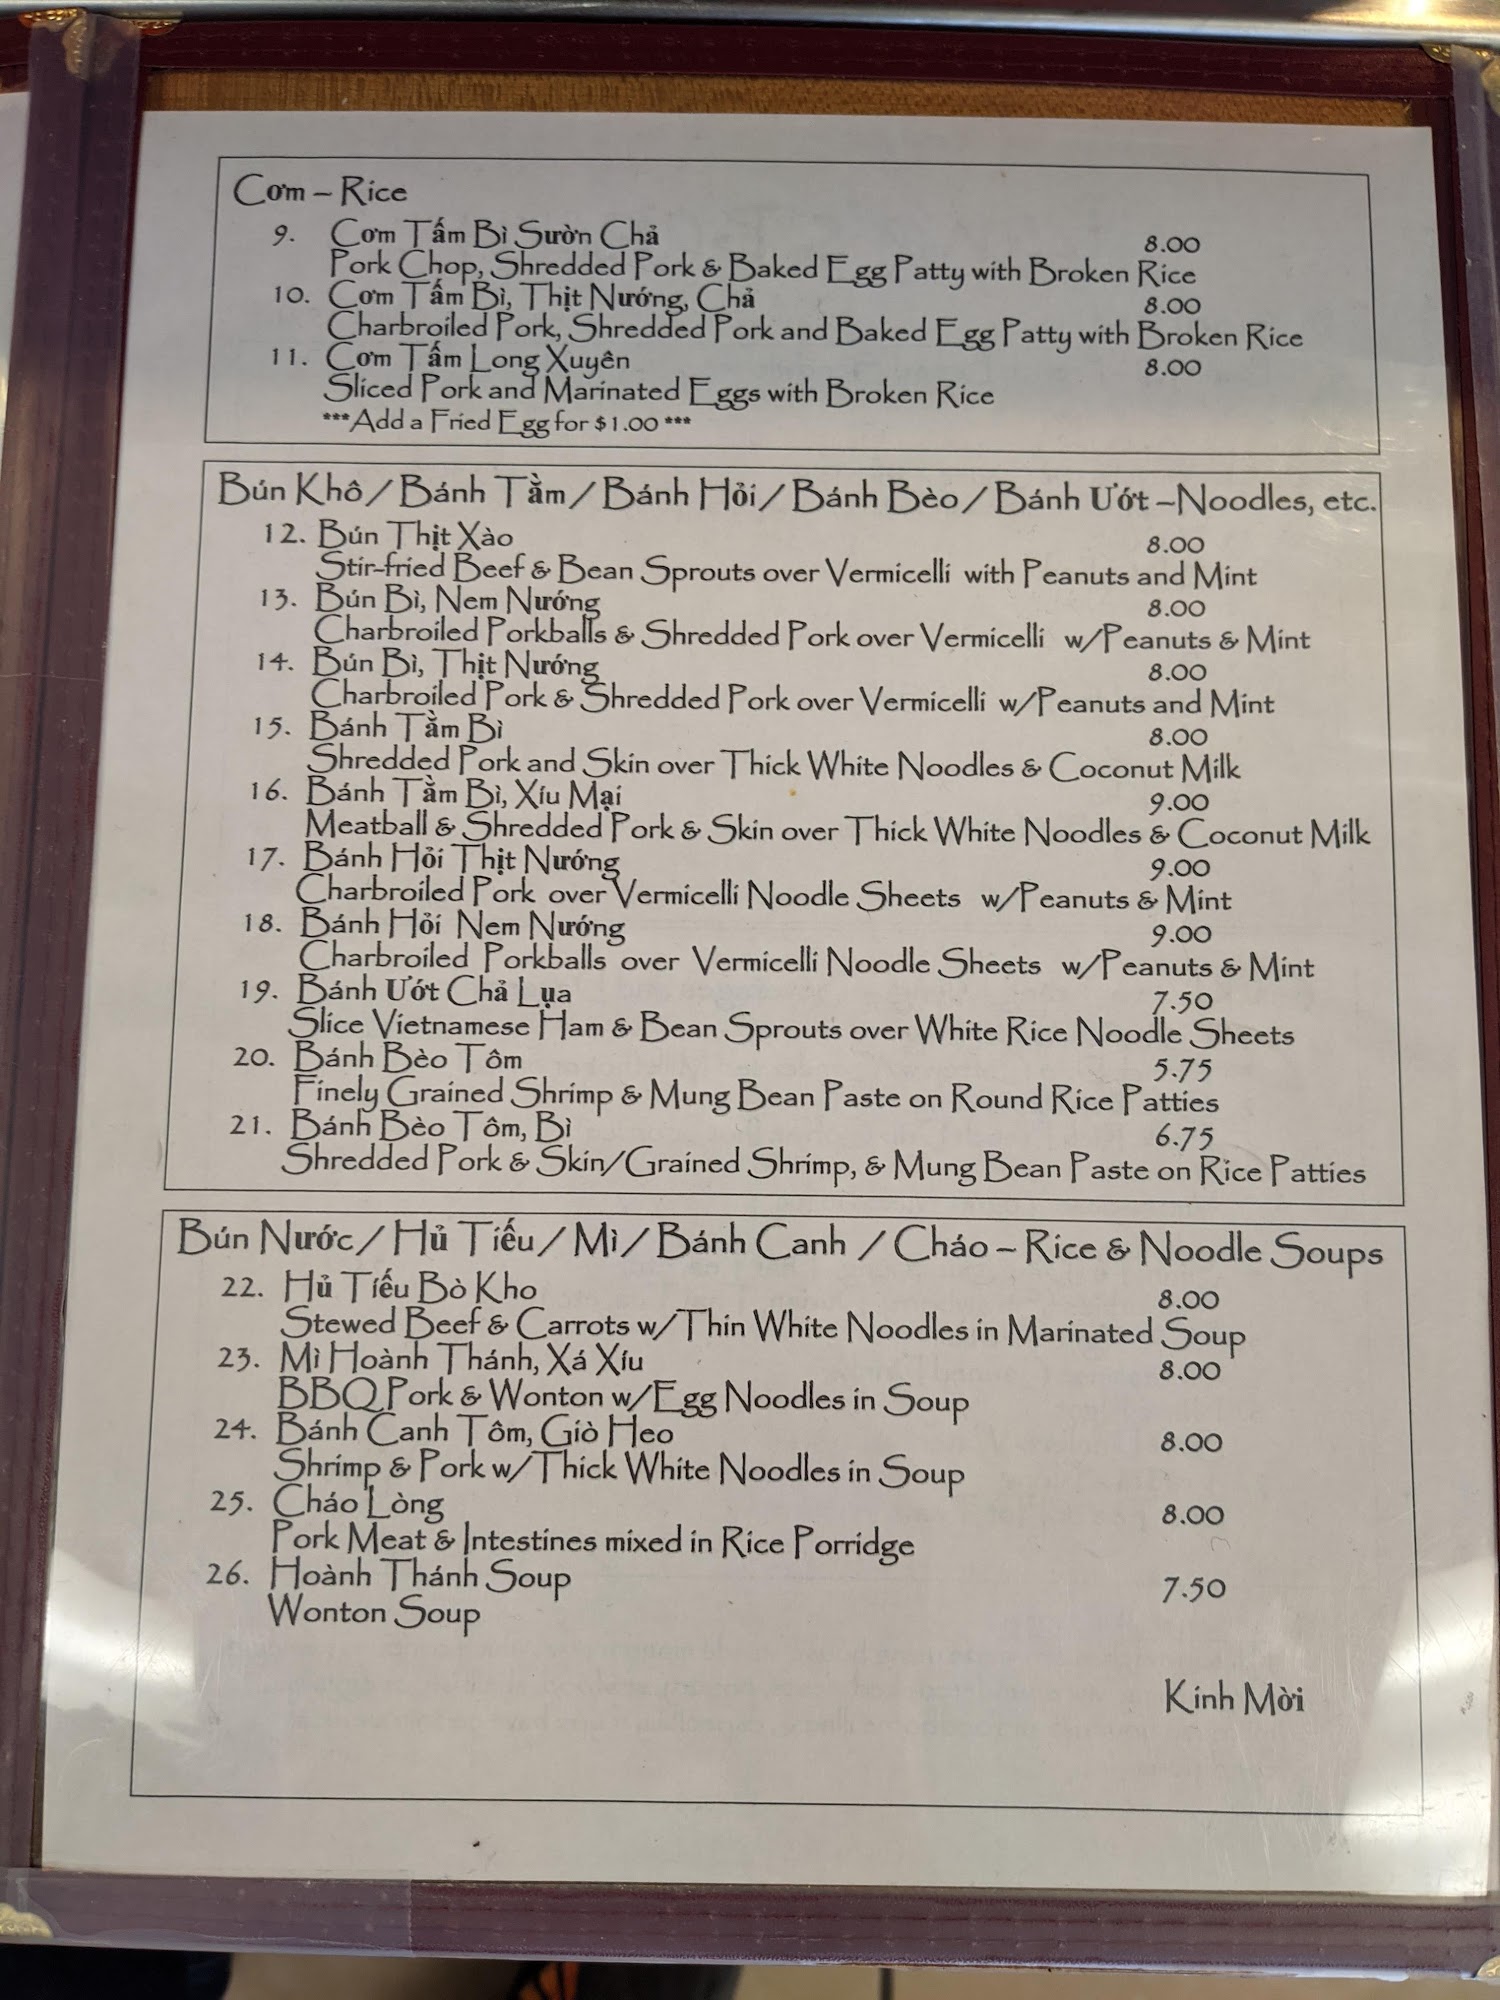 Cơm – Rice
9. Cơm Tấm Bì Sườn Chả 8.00
Pork Chop, Shredded Pork & Baked Egg Patty with Broken Rice
10. Cơm Tấm Bì, Thịt Nướng, Chả 8.00
Charbroiled Pork, Shredded Pork and Baked Egg Patty with Broken Rice
11. Cơm Tấm Long Xuyên 8.00
Sliced Pork and Marinated Eggs with Broken Rice
***Add a Fried Egg for $1.00 ***
Bún Khô / Bánh Tằm / Bánh Hỏi / Bánh Bèo / Bánh Ướt –Noodles, etc.
12. Bún Thịt Xào 8.00
Stir-fried Beef & Bean Sprouts over Vermicelli with Peanuts and Mint
13. Bún Bì, Nem Nướng 8.00
Charbroiled Porkballs & Shredded Pork over Vermicelli w/Peanuts & Mint
14. Bún Bì, Thịt Nướng 8.00
Charbroiled Pork & Shredded Pork over Vermicelli w/Peanuts and Mint
15. Bánh Tằm Bì 8.00
Shredded Pork and Skin over Thick White Noodles & Coconut Milk
16. Bánh Tằm Bì, Xíu Mại 9.00
Meatball & Shredded Pork & Skin over Thick White Noodles & Coconut Milk
17. Bánh Hỏi Thịt Nướng 9.00
Charbroiled Pork over Vermicelli Noodle Sheets w/Peanuts & Mint
18. Bánh Hỏi Nem Nướng 9.00
Charbroiled Porkballs over Vermicelli Noodle Sheets w/Peanuts & Mint
19. Bánh Ướt Chả Lụa 7.50
Slice Vietnamese Ham & Bean Sprouts over White Rice Noodle Sheets
20. Bánh Bèo Tôm 5.75
Finely Grained Shrimp & Mung Bean Paste on Round Rice Patties
21. Bánh Bèo Tôm, Bì 6.75
Shredded Pork & Skin/Grained Shrimp, & Mung Bean Paste on Rice Patties
Bún Nước / Hủ Tiếu / Mì / Bánh Canh / Cháo – Rice & Noodle Soups
22. Hủ Tiếu Bò Kho 8.00
Stewed Beef & Carrots w/Thin White Noodles in Marinated Soup
23. Mì Hoành Thánh, Xá Xíu 8.00
BBQ Pork & Wonton w/Egg Noodles in Soup
24. Bánh Canh Tôm, Giò Heo 8.00
Shrimp & Pork w/Thick White Noodles in Soup
25. Cháo Lòng 8.00
Pork Meat & Intestines mixed in Rice Porridge
26. Hoành Thánh Soup 7.50
Wonton Soup
Kính Mời